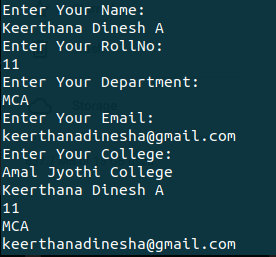 Enter Your Name:
Keerthana Dinesh A
Enter Your RollNo:
11
Enter Your Department:
MCA
Enter Your Email:
keerthanadinesha@gmail.com
Enter Your College:
Amal Jyothi College
Keerthana Dinesh A
11
MCA
keerthanadinesha@gmail.com